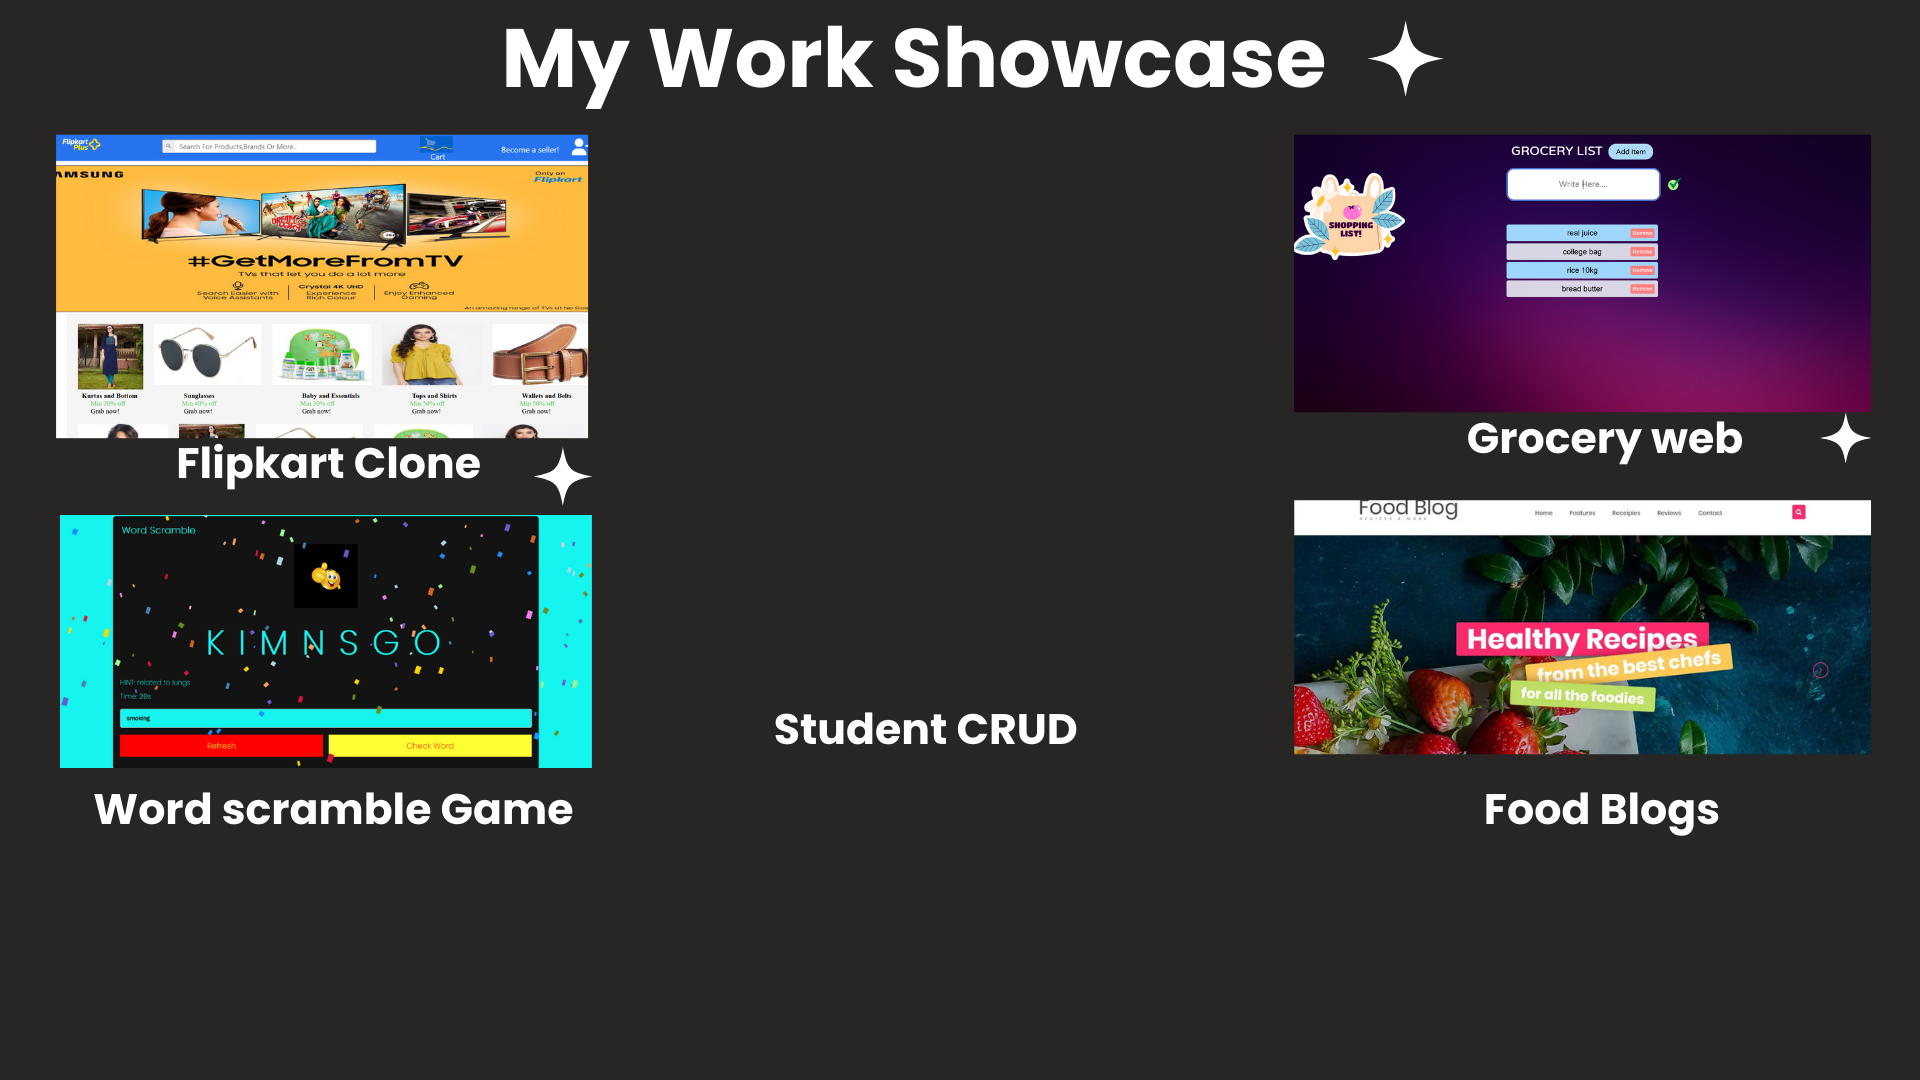 My Work Showcase
Flipkart
Plus
Search For Products,Brands Or More..
Cart
Become a seller!
AMSUNG
Only on
Flipkart
#GetMoreFromTV
TVs that let you do a lot more
Search Easier with
Voice Assistants
Crystal 4K UHD
Experience
Rich Colour
Enjoy Enhanced
Gaming
An amazing range of TVs at No Cos
Kurtas and Bottom
Min 20% off
Grab now!
Sunglasses
Min 40% off
Grab now!
Baby and Essentials
Min 30% off
Grab now!
Tops and Shirts
Min 50% off
Grab now!
Wallets and Belts
Min 50% off
Grab now!
Flipkart Clone
GROCERY LIST
Add Item
Write Here....
SHOPPING
LIST!
real juice
Remove
college bag
Remove
rice 10kg
Remove
bread butter
Remove
Grocery web
Word Scramble
KIMNSGO
HINT: related to lungs
Time: 20s
smoking
Refresh
Check Word
Word scramble Game
Student CRUD
Food Blog
RECIPES & MORE
Home
Features
Receipies
Reviews
Contact
Healthy Recipes
from the best chefs
for all the foodies
Food Blogs